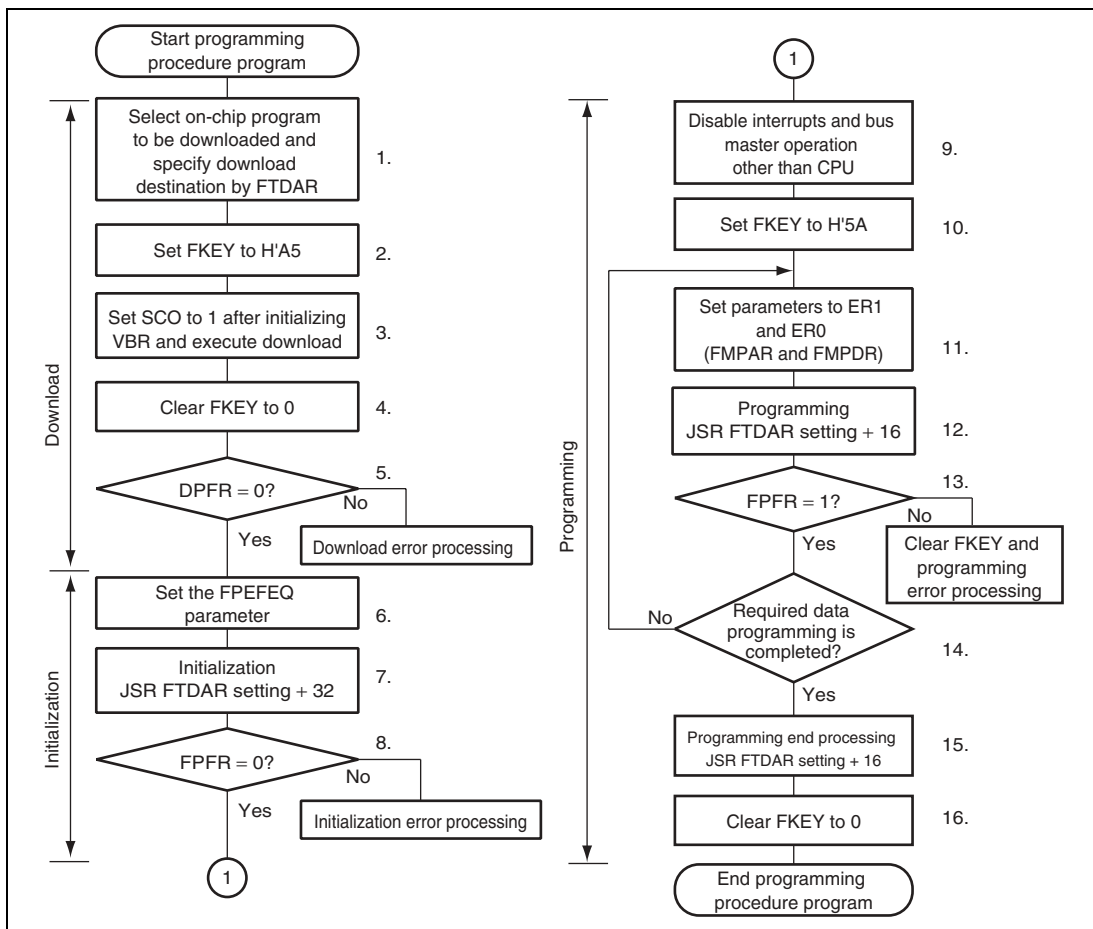 Start programming
procedure program
Download
Select on-chip program
to be downloaded and
specify download
destination by FTDAR
1.
Set FKEY to H'A5
2.
Set SCO to 1 after initializing
VBR and execute download
3.
Clear FKEY to 0
4.
5.
DPFR = 0?
No
Yes
Download error processing
Initialization
Set the FPEFEQ
parameter
6.
Initialization
JSR FTDAR setting + 32
7.
8.
FPFR = 0?
No
Yes
Initialization error processing
1
1
Programming
Disable interrupts and bus
master operation
other than CPU
9.
Set FKEY to H'5A
10.
Set parameters to ER1
and ER0
(FMPAR and FMPDR)
11.
Programming
JSR FTDAR setting + 16
12.
13.
FPFR = 1?
No
Yes
Clear FKEY and
programming
error processing
No
Required data
programming is
completed?
14.
Yes
Programming end processing
JSR FTDAR setting + 16
15.
Clear FKEY to 0
16.
End programming
procedure program